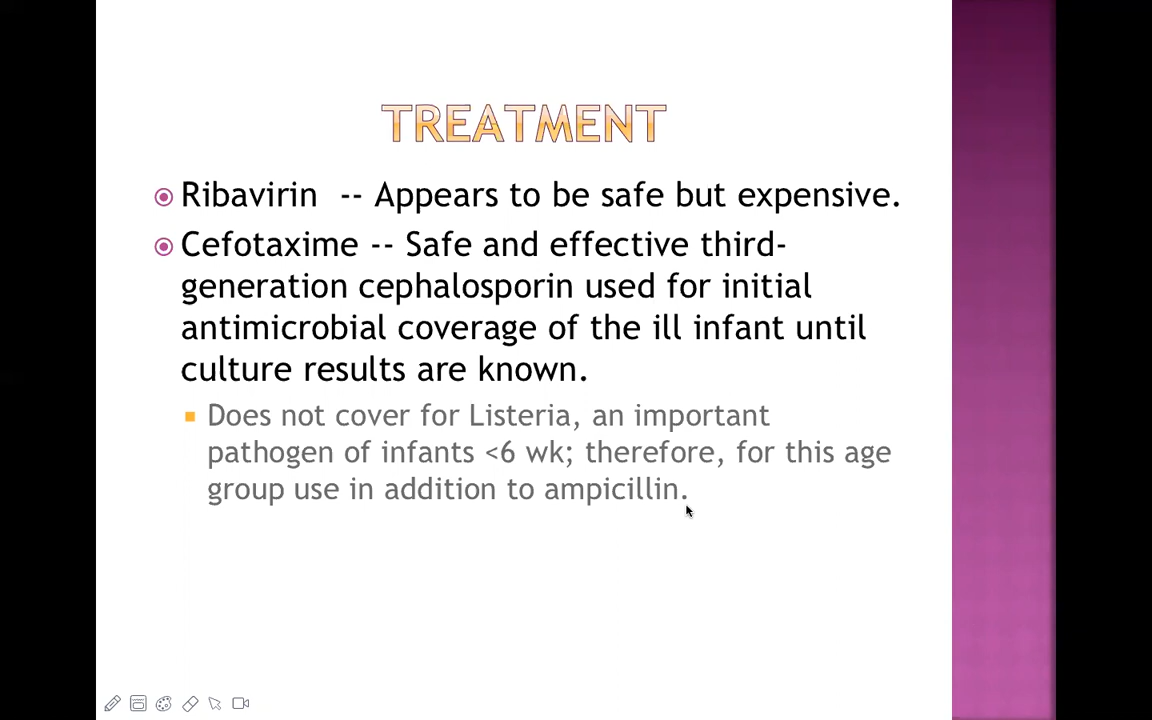 TREATMENT
Ribavirin -- Appears to be safe but expensive.
Cefotaxime -- Safe and effective third-
generation cephalosporin used for initial
antimicrobial coverage of the ill infant until
culture results are known.
Does not cover for Listeria, an important
pathogen of infants <6 wk; therefore, for this age
group use in addition to ampicillin.